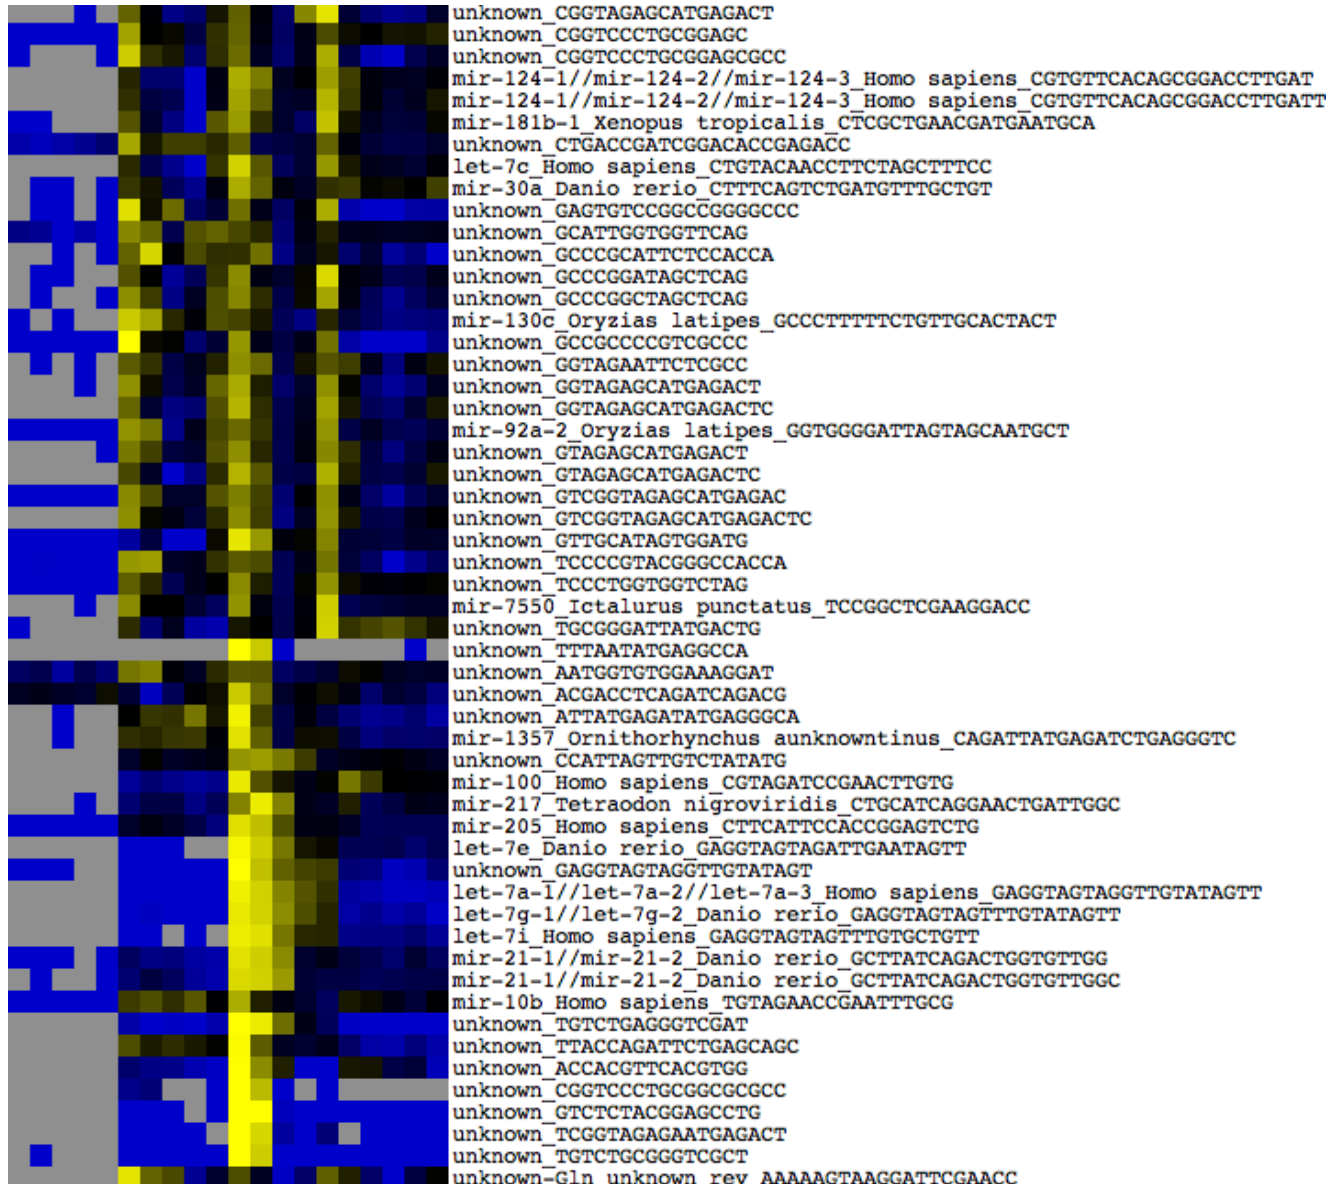 unknown_CGGTAGAGCATGAGACT
unknown_CGGTCCCTGCGGAGC
unknown_CGGTCCCTGCGGAGCGCC
mir-124-1//mir-124-2//mir-124-3_Homo sapiens_CGTGTTCACAGCGGACCTTGAT
mir-124-1//mir-124-2//mir-124-3_Homo sapiens_CGTGTTCACAGCGGACCTTGATT
mir-181b-1_Xenopus tropicalis_CTCGCTGAACGATGAATGCA
unknown_CTGACCGATCGGACACCGAGACC
let-7c_Homo sapiens_CTGTACAACCTTCTAGCTTTCC
mir-30a_Danio rerio_CTTTCAGTCTGATGTTTGCTGT
unknown_GAGTGTCCGGCCGGGGCCC
unknown_GCATTGGTGGTTCAG
unknown_GCCCGCATTCTCCACCA
unknown_GCCCGGATAGCTCAG
unknown_GCCCGGCTAGCTCAG
mir-130c_Oryzias latipes_GCCCTTTTTCTGTTGCACTACT
unknown_GCCGCCCCGTCGCCC
unknown_GGTAGAATTCTCGCC
unknown_GGTAGAGCATGAGACT
unknown_GGTAGAGCATGAGACTC
mir-92a-2_Oryzias latipes_GGTGGGGATTAGTAGCAATGCT
unknown_GTAGAGCATGAGACT
unknown_GTAGAGCATGAGACTC
unknown_GTCGGTAGAGCATGAGAC
unknown_GTCGGTAGAGCATGAGACTC
unknown_GTTGCATAGTGGATG
unknown_TCCCCGTACGGGCCACCA
unknown_TCCCTGGTGGTCTAG
mir-7550_Ictalurus punctatus_TCCGGCTCGAAGGACC
unknown_TGCGGGATTATGACTG
unknown_TTTAATATGAGGCCA
unknown_AATGGTGTGGAAAGGAT
unknown_ACGACCTCAGATCAGACG
unknown_ATTATGAGATATGAGGGCA
mir-1357_Ornithorhynchus aunknowntinus_CAGATTATGAGATCTGAGGGTC
unknown_CCATTAGTTGTCTATATG
mir-100_Homo sapiens_CGTAGATCCGAACTTGTG
mir-217_Tetraodon nigroviridis_CTGCATCAGGAACTGATTGGC
mir-205_Homo sapiens_CTTCATTCCACCGGAGTCTG
let-7e_Danio rerio_GAGGTAGTAGATTGAATAGTT
unknown_GAGGTAGTAGGTTGTATAGT
let-7a-1//let-7a-2//let-7a-3_Homo sapiens_GAGGTAGTAGGTTGTATAGTT
let-7g-1//let-7g-2_Danio rerio_GAGGTAGTAGTTTGTATAGTT
let-7i_Homo sapiens_GAGGTAGTAGTTTGTGCTGTT
mir-21-1//mir-21-2_Danio rerio_GCTTATCAGACTGGTGTTGG
mir-21-1//mir-21-2_Danio rerio_GCTTATCAGACTGGTGTTGGC
mir-10b_Homo sapiens_TGTAGAACCGAATTTGCG
unknown_TGTCTGAGGGTCGAT
unknown_TTACCAGATTCTGAGCAGC
unknown_ACCACGTTCACGTGG
unknown_CGGTCCCTGCGGCGCGCC
unknown_GTCTCTACGGAGCCTG
unknown_TCGGTAGAGAATGAGACT
unknown_TGTCTGCGGGTCGCT
unknown-Gln_unknown_rev_AAAAAGTAAGGATTCGAACC